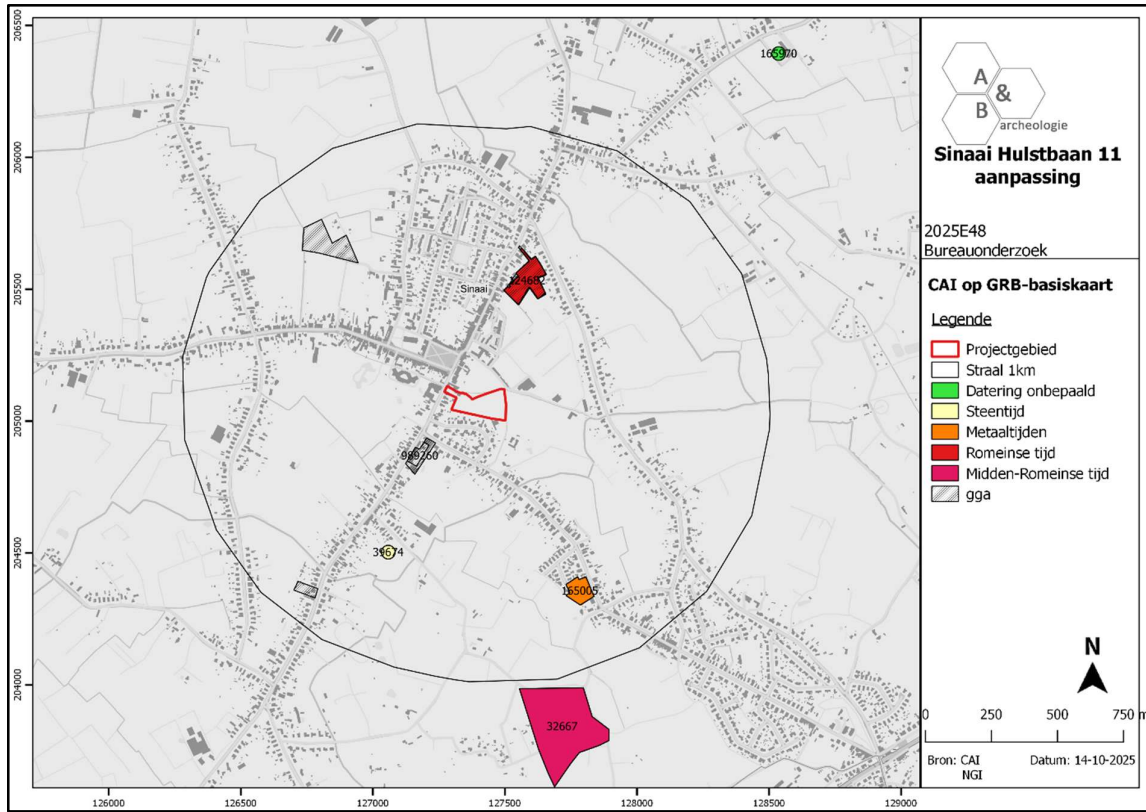 206500
206000
205500
205000
204500
204000
126000
126500
127000
127500
128000
128500
129000
165970
124682
Sinaai
989260
39674
165005
32667
A
&
B
archeologie
Sinaai Hulstbaan 11
aanpassing
2025E48
Bureauonderzoek
CAI op GRB-basiskaart
Legende
Projectgebied
Straal 1km
Datering onbepaald
Steentijd
Metaaltijden
Romeinse tijd
Midden-Romeinse tijd
gga
N
0 250 500 750 m
Bron: CAI Datum: 14-10-2025
NGI